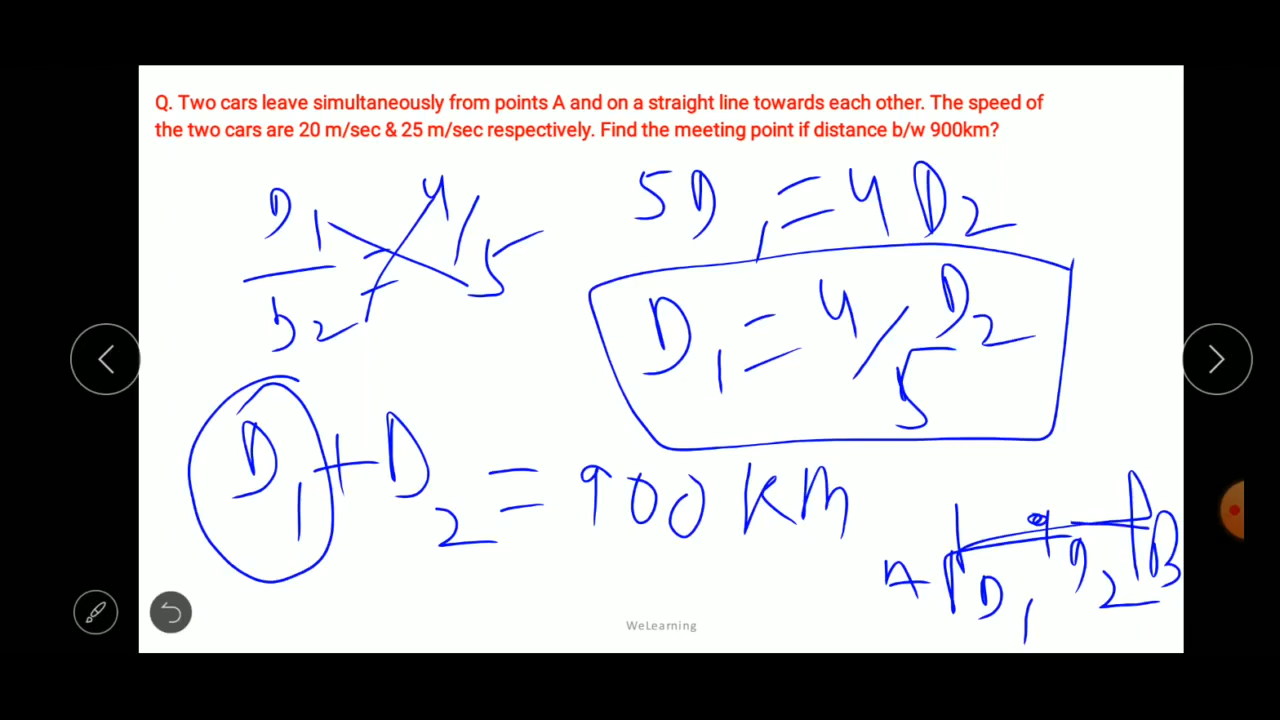 Q. Two cars leave simultaneously from points A and on a straight line towards each other. The speed of
the two cars are 20 m/sec & 25 m/sec respectively. Find the meeting point if distance b/w 900km?
D1/D2 = 4/5
5D1 = 4D2
D1 = 4/5 D2
D1 + D2 = 900 KM
A D1 D2 B
WeLearning